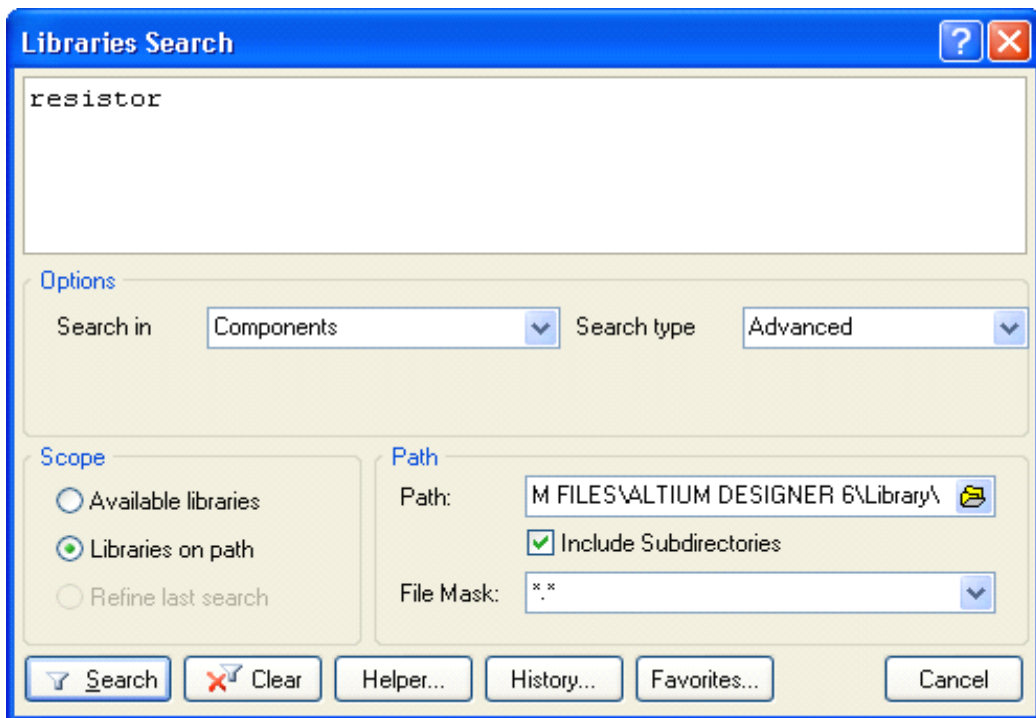 Libraries Search
resistor
Options
Search in Components Search type Advanced
Scope
Available libraries
Libraries on path
Refine last search
Path
Path: M FILES\ALTIUM DESIGNER 6\Library\
Include Subdirectories
File Mask: *.*
Search Clear Helper... History... Favorites... Cancel